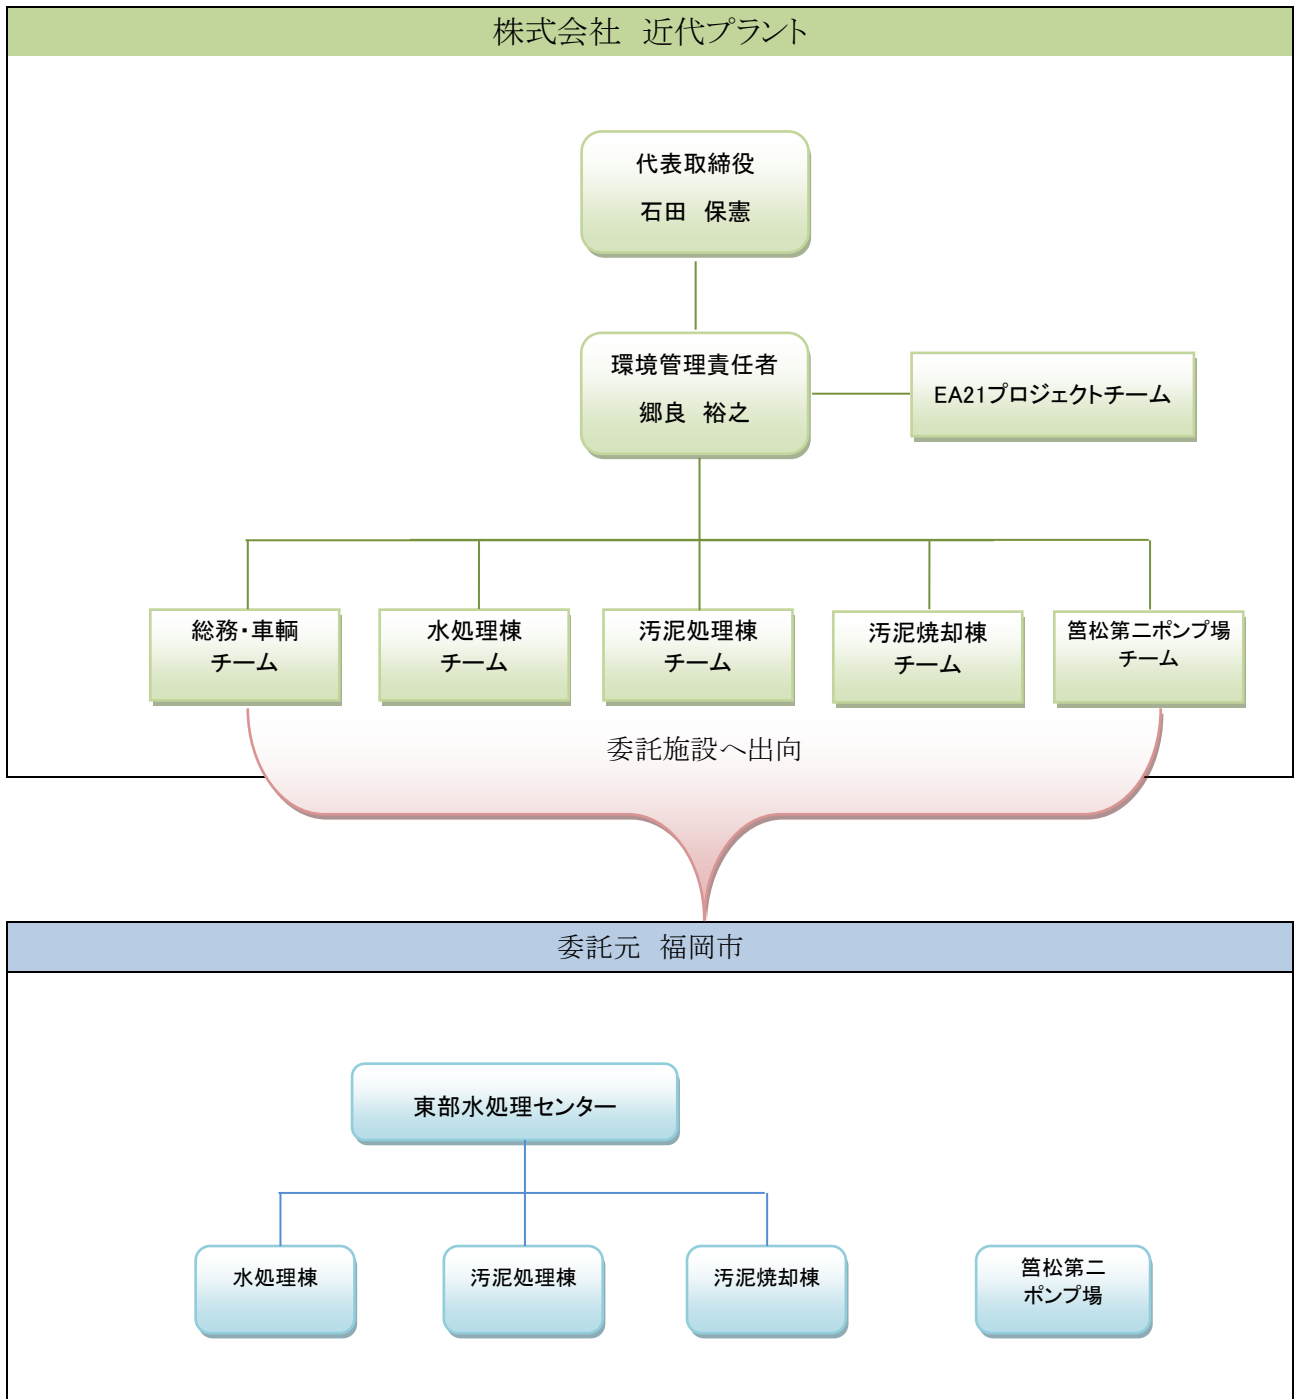 株式会社　近代プラント
代表取締役
石田　保憲
環境管理責任者
郷良　裕之
EA21プロジェクトチーム
総務・車輌
チーム
水処理棟
チーム
汚泥処理棟
チーム
汚泥焼却棟
チーム
筥松第二ポンプ場
チーム
委託施設へ出向
委託元　福岡市
東部水処理センター
水処理棟
汚泥処理棟
汚泥焼却棟
筥松第二
ポンプ場